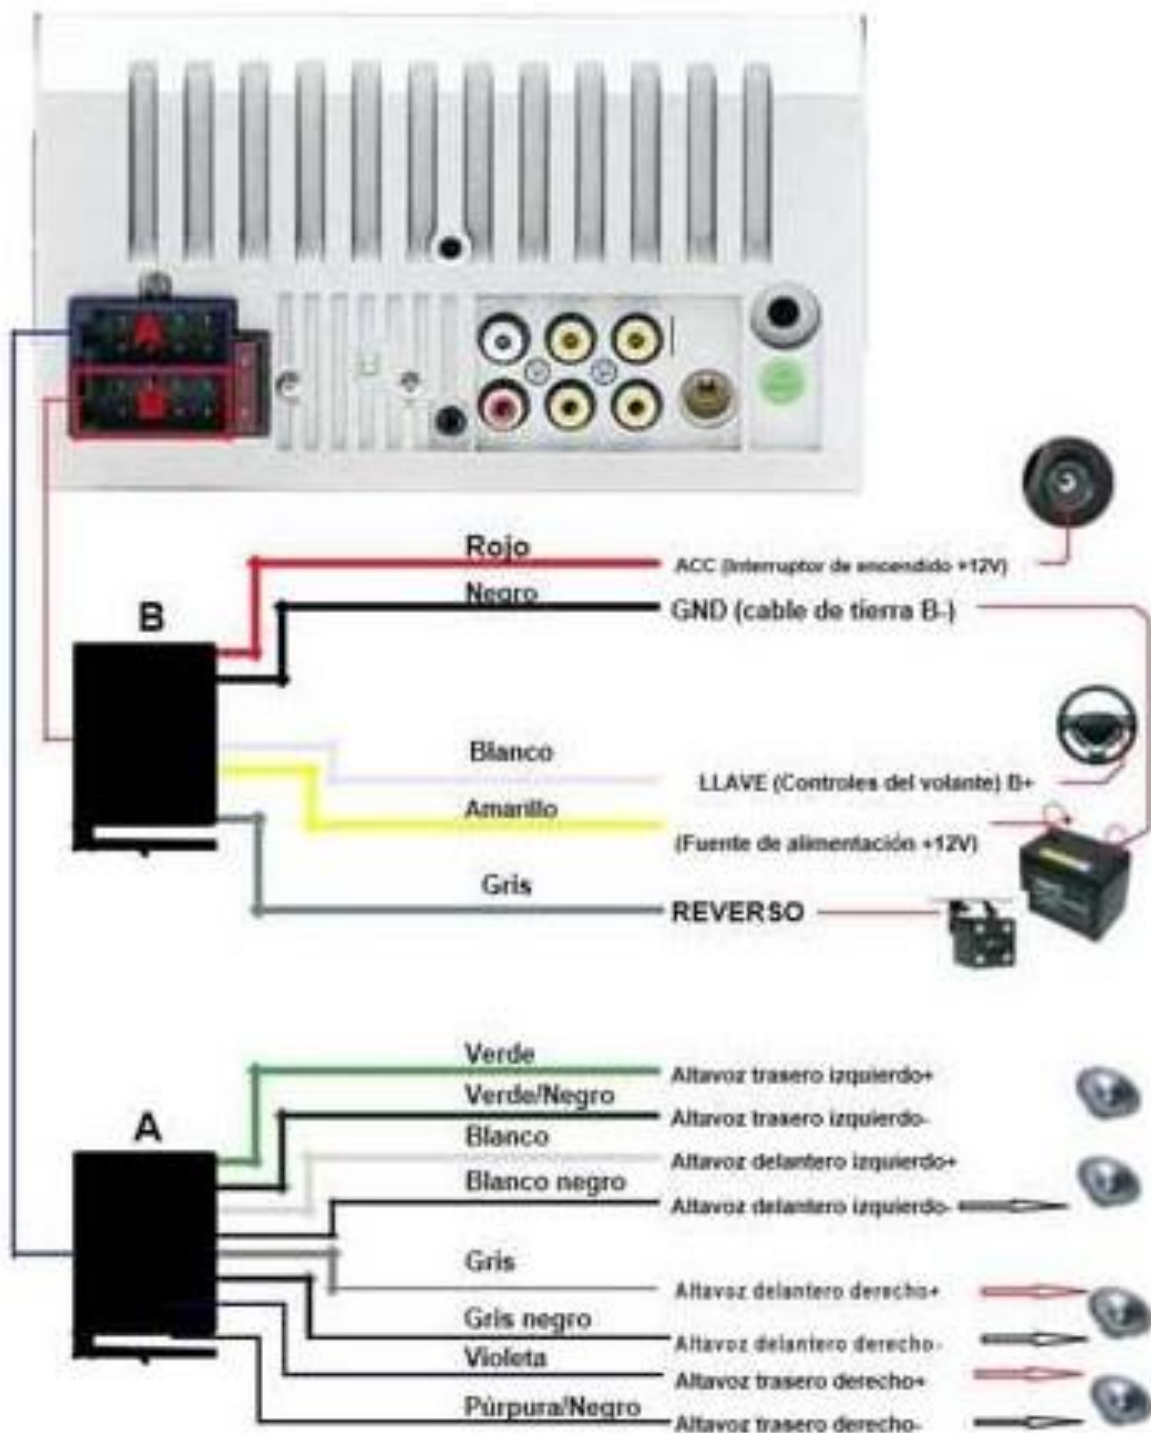 A
B
Rojo
ACC (Interruptor de encendido +12V)
Negro
GND (cable de tierra B-)
B
Blanco
LLAVE (Controles del volante) B+
Amarillo
(Fuente de alimentación +12V)
Gris
REVERSO
Verde
Altavoz trasero izquierdo+
Verde/Negro
Altavoz trasero izquierdo-
A
Blanco
Altavoz delantero izquierdo+
Blanco negro
Altavoz delantero izquierdo-
Gris
Altavoz delantero derecho+
Gris negro
Altavoz delantero derecho-
Violeta
Altavoz trasero derecho+
Púrpura/Negro
Altavoz trasero derecho-